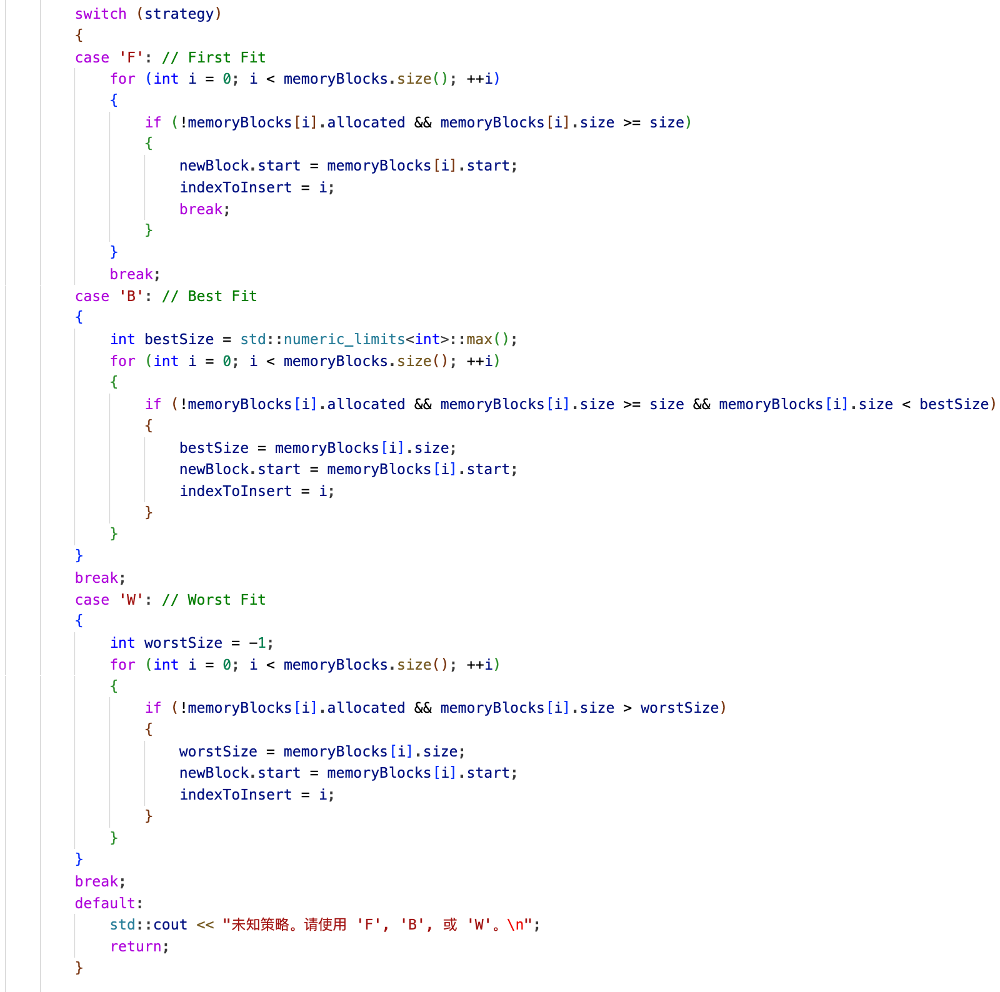 switch (strategy)
{
case 'F': // First Fit
    for (int i = 0; i < memoryBlocks.size(); ++i)
    {
        if (!memoryBlocks[i].allocated && memoryBlocks[i].size >= size)
        {
            newBlock.start = memoryBlocks[i].start;
            indexToInsert = i;
            break;
        }
    }
    break;
case 'B': // Best Fit
{
    int bestSize = std::numeric_limits<int>::max();
    for (int i = 0; i < memoryBlocks.size(); ++i)
    {
        if (!memoryBlocks[i].allocated && memoryBlocks[i].size >= size && memoryBlocks[i].size < bestSize)
        {
            bestSize = memoryBlocks[i].size;
            newBlock.start = memoryBlocks[i].start;
            indexToInsert = i;
        }
    }
}
break;
case 'W': // Worst Fit
{
    int worstSize = -1;
    for (int i = 0; i < memoryBlocks.size(); ++i)
    {
        if (!memoryBlocks[i].allocated && memoryBlocks[i].size > worstSize)
        {
            worstSize = memoryBlocks[i].size;
            newBlock.start = memoryBlocks[i].start;
            indexToInsert = i;
        }
    }
}
break;
default:
    std::cout << "未知策略。请使用 'F', 'B', 或 'W'。\n";
    return;
}